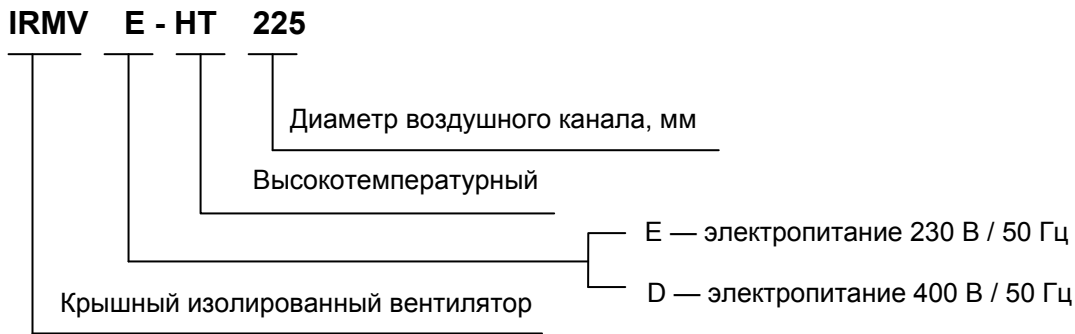 IRMV E - HT 225
Диаметр воздушного канала, мм
Высокотемпературный
E — электропитание 230 В / 50 Гц
D — электропитание 400 В / 50 Гц
Крышный изолированный вентилятор